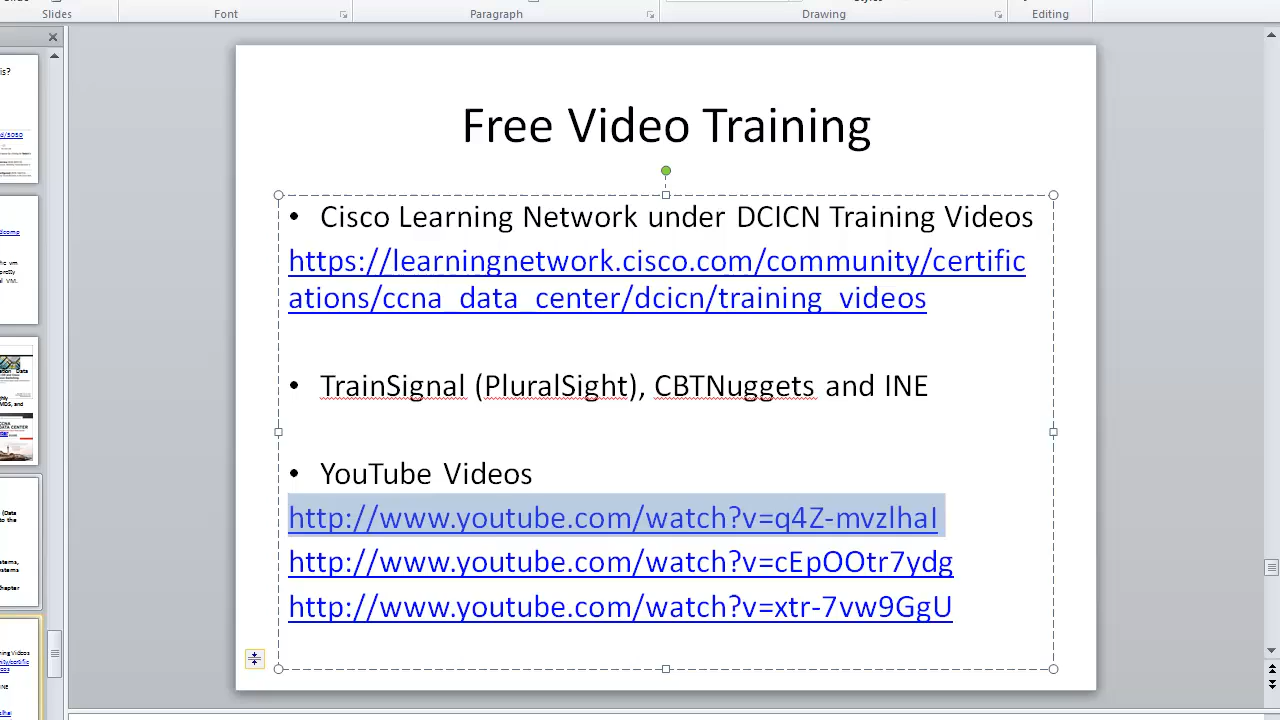 Slides
Font
Paragraph
Drawing
Editing
is?
Free Video Training
• Cisco Learning Network under DCICN Training Videos
https://learningnetwork.cisco.com/community/certific
ations/ccna_data_center/dcicn/training_videos
• TrainSignal (PluralSight), CBTNuggets and INE
• YouTube Videos
http://www.youtube.com/watch?v=q4Z-mvzlhaI
http://www.youtube.com/watch?v=cEpOOtr7ydg
http://www.youtube.com/watch?v=xtr-7vw9GgU